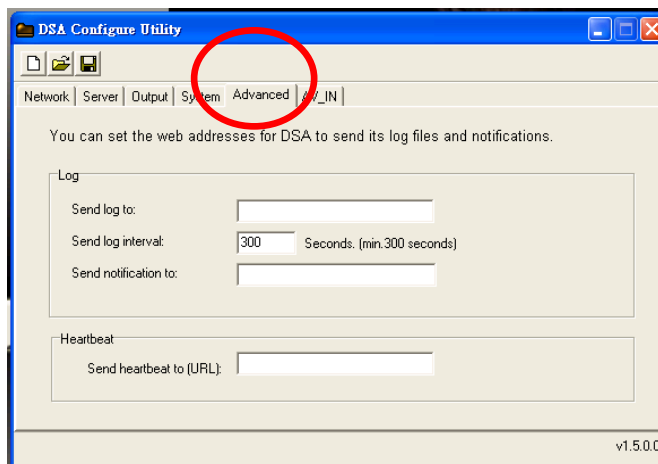 DSA Configure Utility
Network Server Output System Advanced AV_IN
You can set the web addresses for DSA to send its log files and notifications.
Log
Send log to:
Send log interval: 300 Seconds. (min.300 seconds)
Send notification to:
Heartbeat
Send heartbeat to (URL):
v1.5.0.0